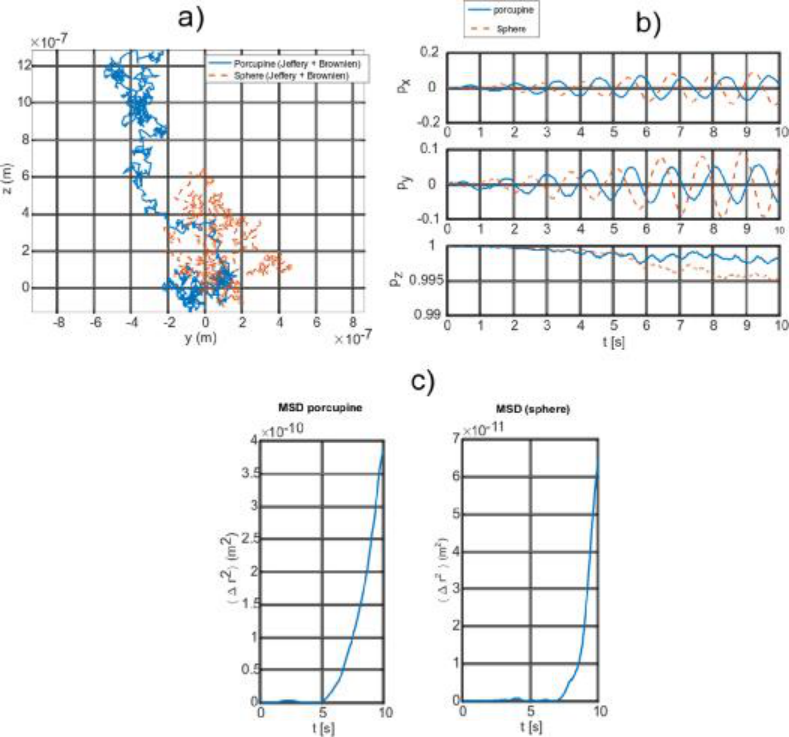 a)
×10-7
Porcupine (Jeffery + Brownien)
Sphere (Jeffery + Brownien)
12
10
8
6
4
2
0
z (m)
-8 -6 -4 -2 0 2 4 6 8
y (m)
×10-7
b)
porcupine
Sphere
0.2
0
-0.2
px
0 1 2 3 4 5 6 7 8 9 10
0.1
0
-0.1
py
0 1 2 3 4 5 6 7 8 9 10
1
0.995
0.99
pz
0 1 2 3 4 5 6 7 8 9 10
t [s]
c)
MSD porcupine
×10-10
4
3.5
3
2.5
2
1.5
1
0.5
0
⟨ Δ r2⟩ (m2)
0 5 10
t [s]
MSD (sphere)
×10-11
7
6
5
4
3
2
1
0
⟨ Δ r2 ⟩ (m2)
0 5 10
t [s]